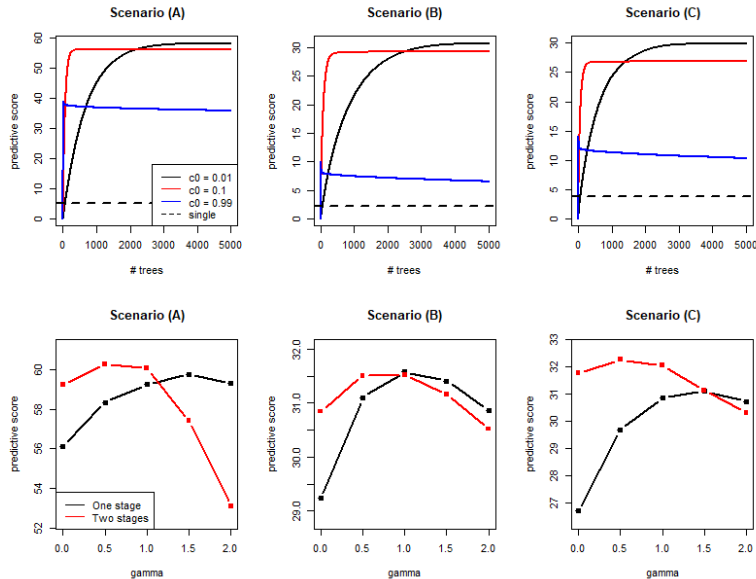 Scenario (A)
predictive score
0 10 20 30 40 50 60
c0 = 0.01
c0 = 0.1
c0 = 0.99
single
0 1000 2000 3000 4000 5000
# trees
Scenario (B)
predictive score
0 5 10 15 20 25 30
0 1000 2000 3000 4000 5000
# trees
Scenario (C)
predictive score
0 5 10 15 20 25 30
0 1000 2000 3000 4000 5000
# trees
Scenario (A)
predictive score
52 54 56 58 60
One stage
Two stages
0.0 0.5 1.0 1.5 2.0
gamma
Scenario (B)
predictive score
29.0 30.0 31.0 32.0
0.0 0.5 1.0 1.5 2.0
gamma
Scenario (C)
predictive score
27 28 29 30 31 32 33
0.0 0.5 1.0 1.5 2.0
gamma